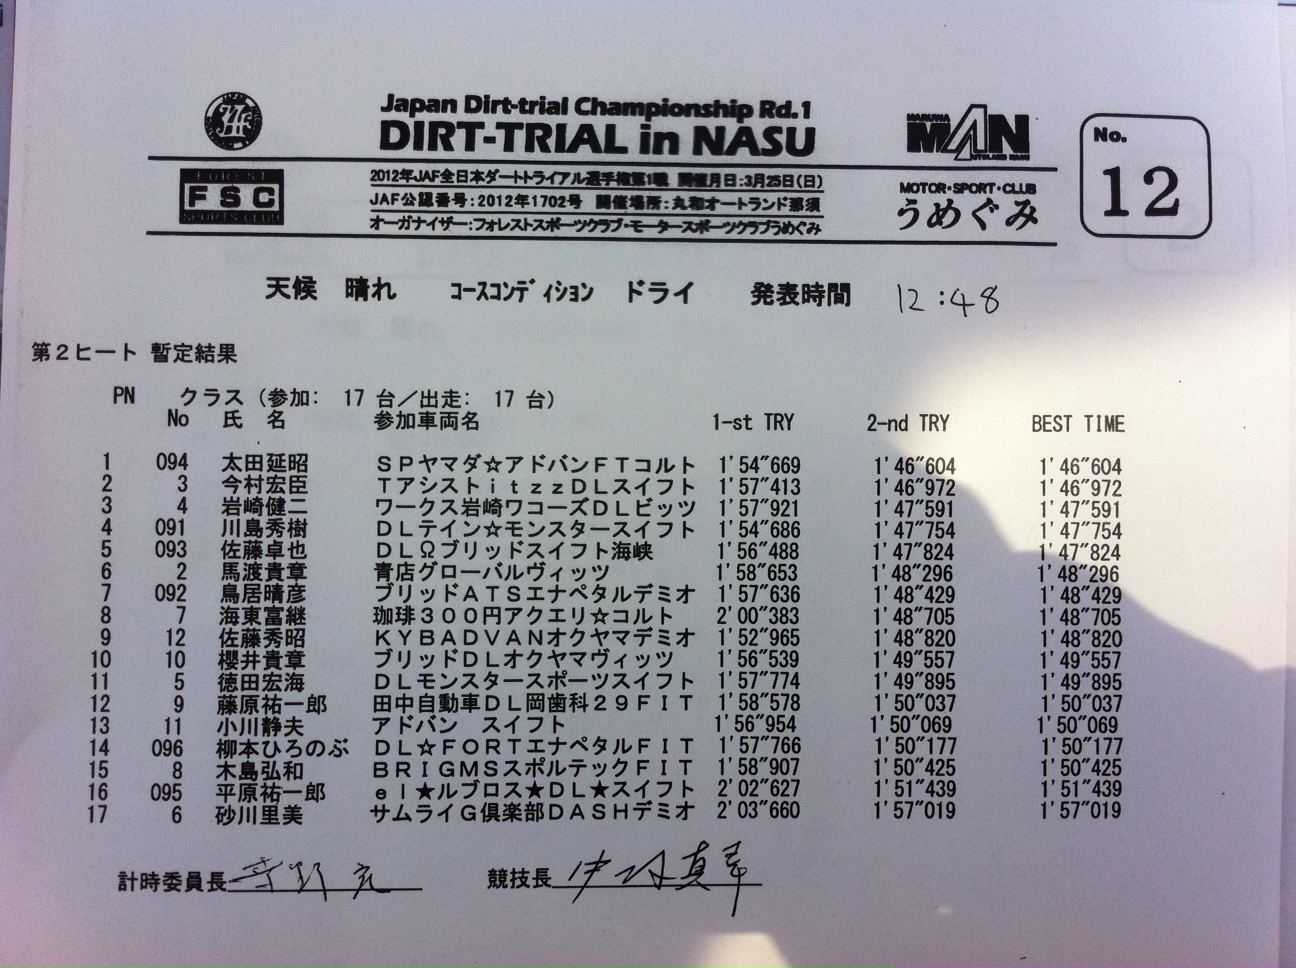 Japan Dirt-trial Championship Rd.1
DIRT-TRIAL in NASU
FOREST
FSC
SPORTS CLUB
2012年JAF全日本ダートトライアル選手権第1戦 開催月日:3月25日(日)
JAF公認番号:2012年1702号 開催場所:丸和オートランド那須
オーガナイザー:フォレストスポーツクラブ・モータースポーツクラブうめぐみ
MARUWA
MAN
AUTOLAND NASU
MOTOR・SPORT・CLUB
うめぐみ
No.
12
天候 晴れ コースコンディション ドライ 発表時間 12:48
第2ヒート 暫定結果
PN クラス (参加: 17 台/出走: 17 台)
No 氏 名 参加車両名 1-st TRY 2-nd TRY BEST TIME
1 094 太田延昭 SPヤマダ☆アドバンFTコルト 1'54"669 1'46"604 1'46"604
2 3 今村宏臣 TアシストitzzDLスイフト 1'57"413 1'46"972 1'46"972
3 4 岩崎健二 ワークス岩崎ワコーズDLビッツ 1'57"921 1'47"591 1'47"591
4 091 川島秀樹 DLテイン☆モンスタースイフト 1'54"686 1'47"754 1'47"754
5 093 佐藤卓也 DLΩブリッドスイフト海峡 1'56"488 1'47"824 1'47"824
6 2 馬渡貴章 青店グローバルヴィッツ 1'58"653 1'48"296 1'48"296
7 092 鳥居晴彦 ブリッドATSエナペタルデミオ 1'57"636 1'48"429 1'48"429
8 7 海東富継 珈琲300円アクエリ☆コルト 2'00"383 1'48"705 1'48"705
9 12 佐藤秀昭 KYBADVANオクヤマデミオ 1'52"965 1'48"820 1'48"820
10 10 櫻井貴章 ブリッドDLオクヤマヴィッツ 1'56"539 1'49"557 1'49"557
11 5 徳田宏海 DLモンスタースポーツスイフト 1'57"774 1'49"895 1'49"895
12 9 藤原祐一郎 田中自動車DL岡歯科29FIT 1'58"578 1'50"037 1'50"037
13 11 小川静夫 アドバン スイフト 1'56"954 1'50"069 1'50"069
14 096 柳本ひろのぶ DL☆FORTエナペタルFIT 1'57"766 1'50"177 1'50"177
15 8 木島弘和 BRIGMSスポルテックFIT 1'58"907 1'50"425 1'50"425
16 095 平原祐一郎 el★ルブロス★DL★スイフト 2'02"627 1'51"439 1'51"439
17 6 砂川里美 サムライG倶楽部DASHデミオ 2'03"660 1'57"019 1'57"019
計時委員長 競技長